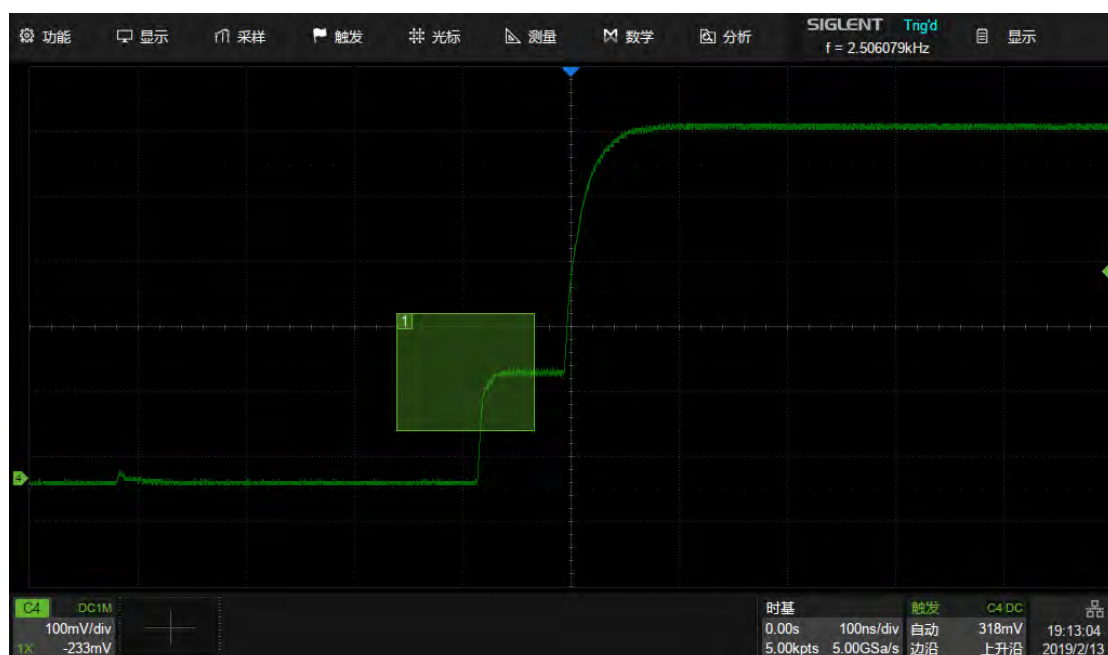 功能 显示 采样 触发 光标 测量 数学 分析 SIGLENT Trig'd 显示
f = 2.506079kHz
1
4
C4 DC1M 时基 触发 C4 DC
100mV/div 0.00s 100ns/div 自动 318mV 19:13:04
1X -233mV 5.00kpts 5.00GSa/s 边沿 上升沿 2019/2/13